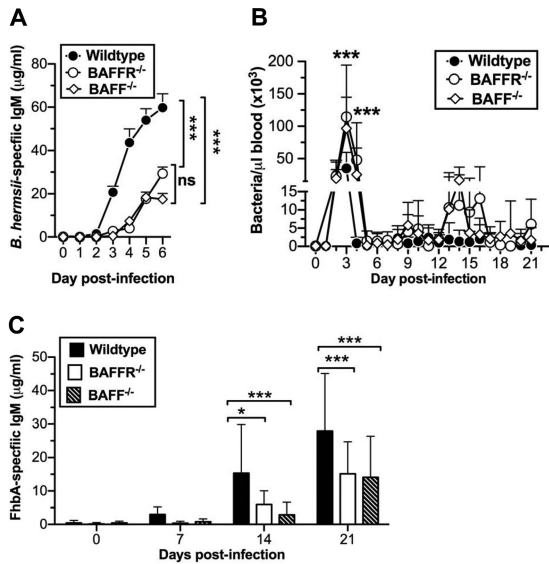 A
B. hermsii-specfiic IgM (µg/ml)
Wildtype
BAFFR-/-
BAFF-/-
80
60
40
20
0
***
***
ns
0 1 2 3 4 5 6
Day post-infection
B
Bacteria/µl blood (x10³)
Wildtype
BAFFR-/-
BAFF-/-
200
150
100
50
15
10
5
0
***
***
0 3 6 9 12 15 18 21
Day post-infection
C
FhbA-specfiic IgM (µg/ml)
Wildtype
BAFFR-/-
BAFF-/-
50
40
30
20
10
0
***
*
***
***
0 7 14 21
Days post-infection